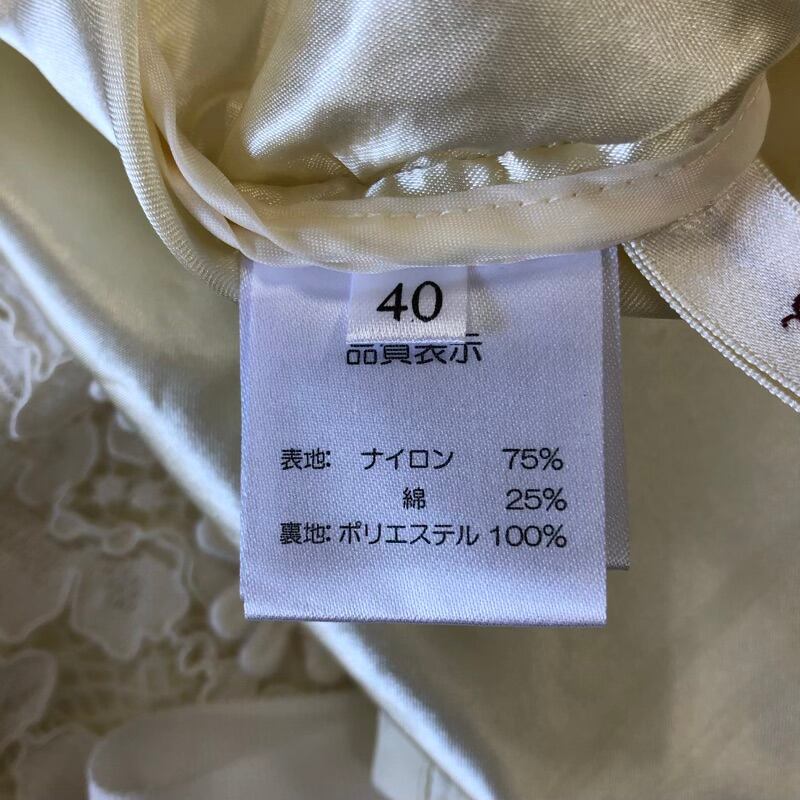 40
品質表示
表地: ナイロン 75%
綿 25%
裏地: ポリエステル 100%